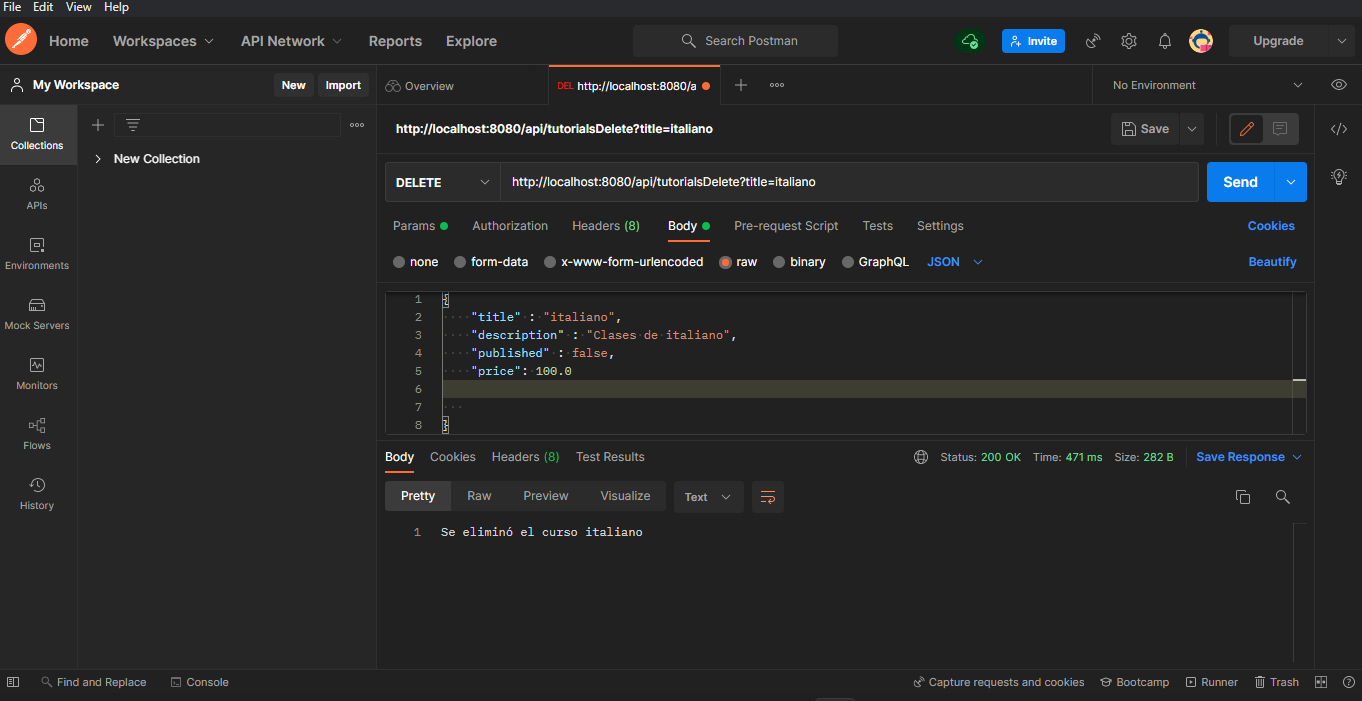 File Edit View Help
Home Workspaces API Network Reports Explore Search Postman Invite Upgrade
My Workspace New Import Overview DEL http://localhost:8080/a No Environment
Collections
http://localhost:8080/api/tutorialsDelete?title=italiano Save
New Collection
DELETE http://localhost:8080/api/tutorialsDelete?title=italiano Send
APIs
Params Authorization Headers (8) Body Pre-request Script Tests Settings Cookies
none form-data x-www-form-urlencoded raw binary GraphQL JSON Beautify
Environments
1 {
2 "title" : "italiano",
Mock Servers
3 "description" : "Clases de italiano",
4 "published" : false,
5 "price": 100.0
Monitors
6
7
8 }
Flows
Body Cookies Headers (8) Test Results Status: 200 OK Time: 471 ms Size: 282 B Save Response
Pretty Raw Preview Visualize Text
History
1 Se eliminó el curso italiano
Find and Replace Console Capture requests and cookies Bootcamp Runner Trash